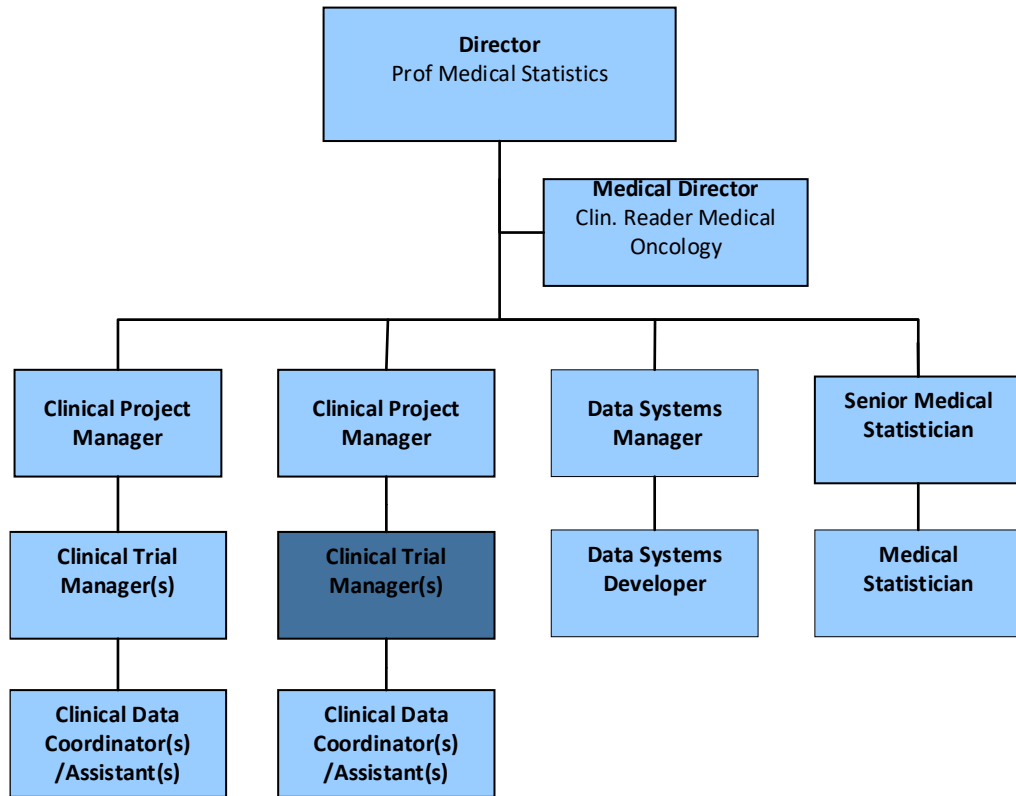 Director
Prof Medical Statistics
Medical Director
Clin. Reader Medical
Oncology
Clinical Project
Manager
Clinical Project
Manager
Data Systems
Manager
Senior Medical
Statistician
Clinical Trial
Manager(s)
Clinical Trial
Manager(s)
Data Systems
Developer
Medical
Statistician
Clinical Data
Coordinator(s)
/Assistant(s)
Clinical Data
Coordinator(s)
/Assistant(s)